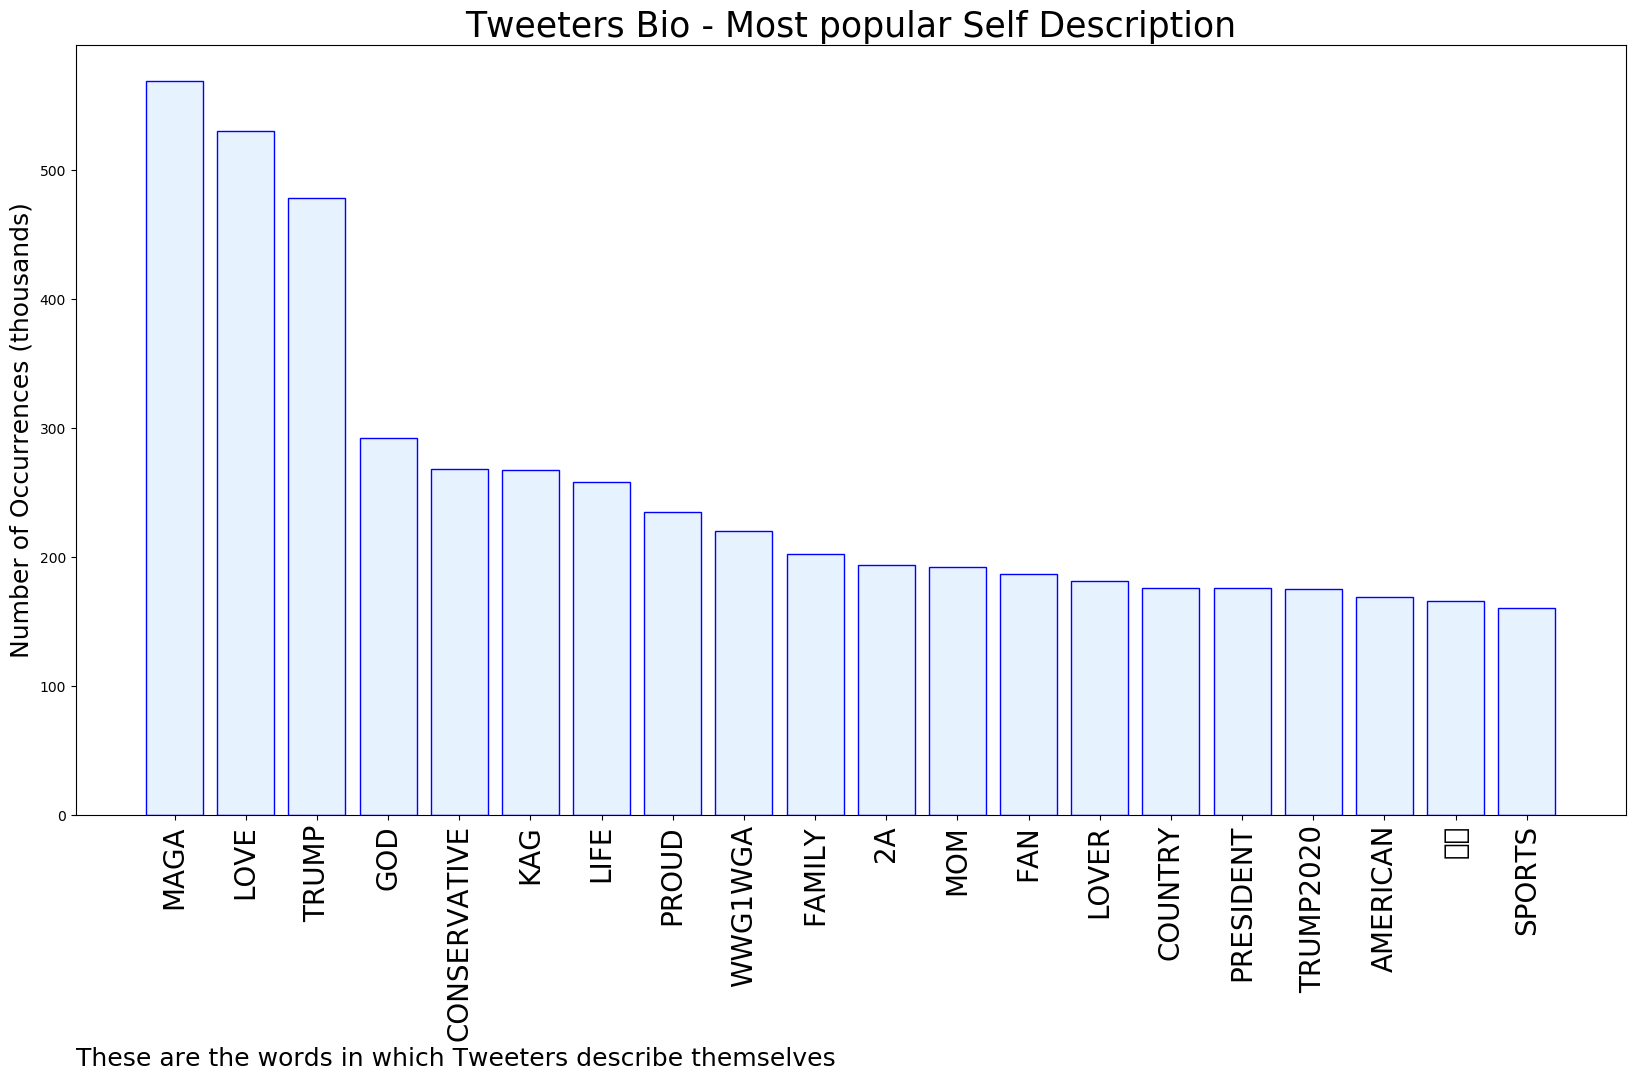 Tweeters Bio - Most popular Self Description
Number of Occurrences (thousands)
500
400
300
200
100
0
MAGA
LOVE
TRUMP
GOD
CONSERVATIVE
KAG
LIFE
PROUD
WWG1WGA
FAMILY
2A
MOM
FAN
LOVER
COUNTRY
PRESIDENT
TRUMP2020
AMERICAN
SPORTS
These are the words in which Tweeters describe themselves